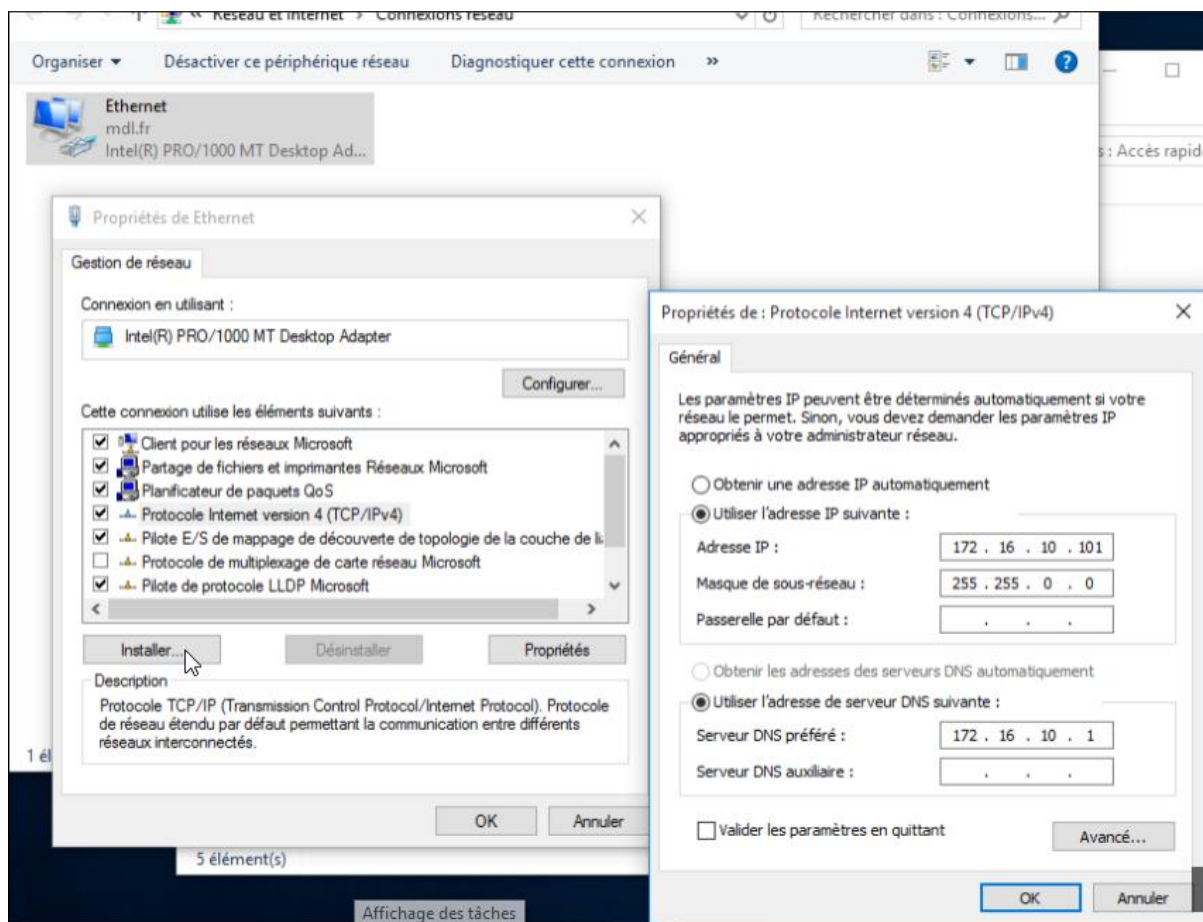 « Réseau et Internet > Connexions réseau
Rechercher dans : Connexions...
Organiser
Désactiver ce périphérique réseau
Diagnostiquer cette connexion
»
Ethernet
mdl.fr
Intel(R) PRO/1000 MT Desktop Ad...
s : Accès rapide
Propriétés de Ethernet
Gestion de réseau
Connexion en utilisant :
Intel(R) PRO/1000 MT Desktop Adapter
Configurer...
Cette connexion utilise les éléments suivants :
Client pour les réseaux Microsoft
Partage de fichiers et imprimantes Réseaux Microsoft
Planificateur de paquets QoS
Protocole Internet version 4 (TCP/IPv4)
Pilote E/S de mappage de découverte de topologie de la couche de li
Protocole de multiplexage de carte réseau Microsoft
Pilote de protocole LLDP Microsoft
Installer...
Désinstaller
Propriétés
Description
Protocole TCP/IP (Transmission Control Protocol/Internet Protocol). Protocole
de réseau étendu par défaut permettant la communication entre différents
réseaux interconnectés.
OK
Annuler
1 él
5 élément(s)
Affichage des tâches
Propriétés de : Protocole Internet version 4 (TCP/IPv4)
Général
Les paramètres IP peuvent être déterminés automatiquement si votre
réseau le permet. Sinon, vous devez demander les paramètres IP
appropriés à votre administrateur réseau.
Obtenir une adresse IP automatiquement
Utiliser l'adresse IP suivante :
Adresse IP :
172 . 16 . 10 . 101
Masque de sous-réseau :
255 . 255 . 0 . 0
Passerelle par défaut :
. . .
Obtenir les adresses des serveurs DNS automatiquement
Utiliser l'adresse de serveur DNS suivante :
Serveur DNS préféré :
172 . 16 . 10 . 1
Serveur DNS auxiliaire :
. . .
Valider les paramètres en quittant
Avancé...
OK
Annuler